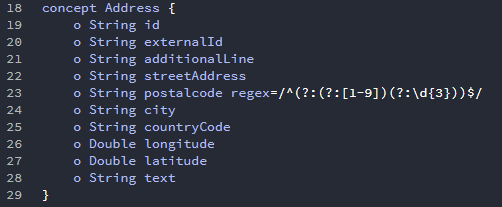 18 concept Address {
19 o String id
20 o String externalId
21 o String additionalLine
22 o String streetAddress
23 o String postalcode regex=/^(?:(?:[1-9])(?:\d{3}))$/
24 o String city
25 o String countryCode
26 o Double longitude
27 o Double latitude
28 o String text
29 }